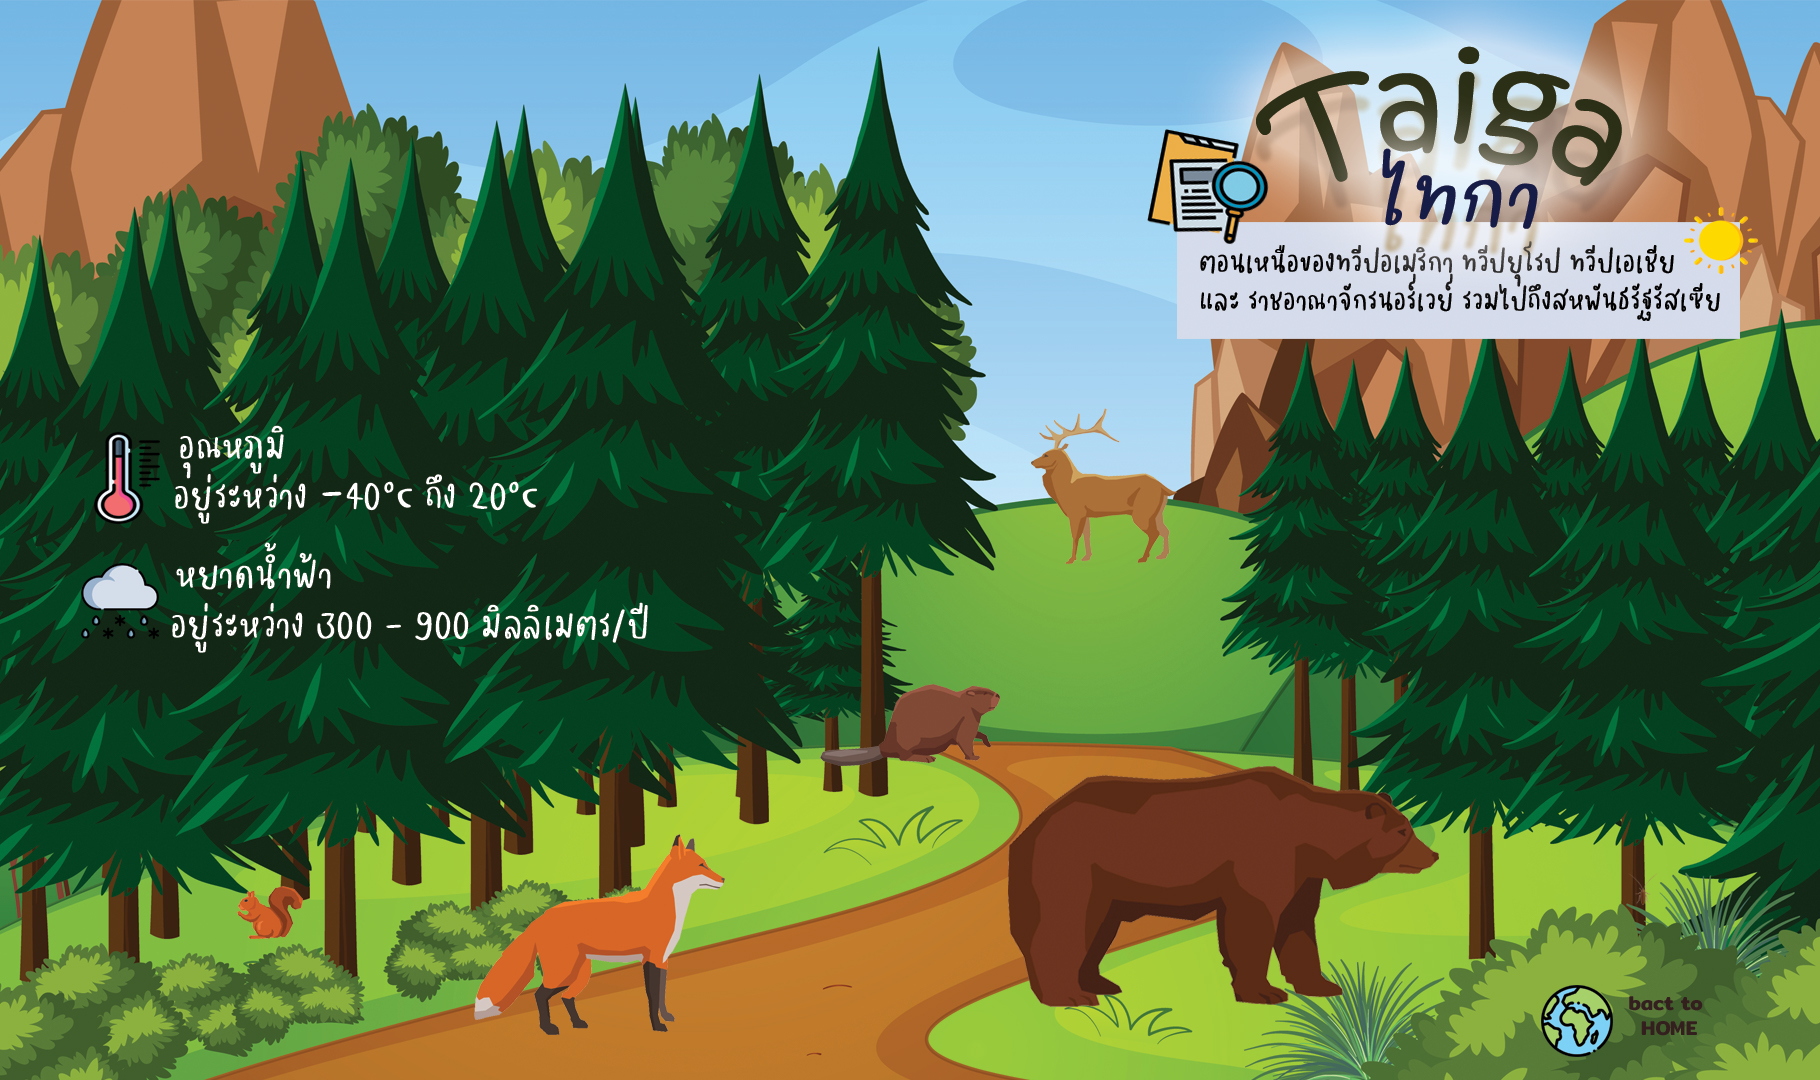 Taiga
ไทกา
ตอนเหนือของทวีปอเมริกา ทวีปยุโรป ทวีปเอเชีย
และ ราชอาณาจักรนอร์เวย์ รวมไปถึงสหพันธ์รัฐรัสเซีย
อุณหภูมิ
อยู่ระหว่าง -40°c ถึง 20°c
หยาดน้ำฟ้า
อยู่ระหว่าง 300 - 900 มิลลิเมตร/ปี
bact to
HOME